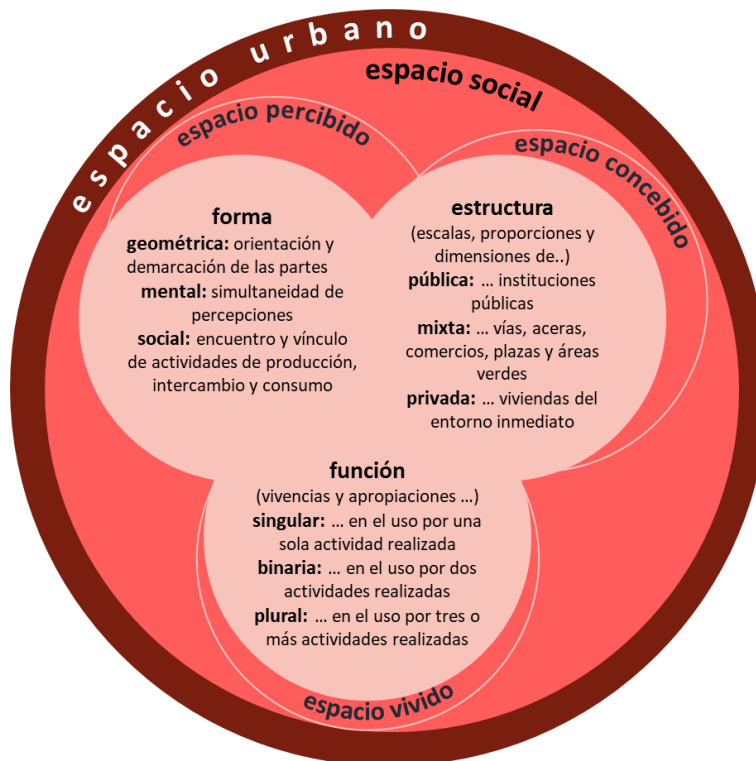 espacio urbano
espacio social
espacio percibido
espacio concebido
forma
geométrica: orientación y
demarcación de las partes
mental: simultaneidad de
percepciones
social: encuentro y vínculo
de actividades de producción,
intercambio y consumo
estructura
(escalas, proporciones y
dimensiones de..)
pública: ... instituciones
públicas
mixta: ... vías, aceras,
comercios, plazas y áreas
verdes
privada: ... viviendas del
entorno inmediato
función
(vivencias y apropiaciones ...)
singular: ... en el uso por una
sola actividad realizada
binaria: ... en el uso por dos
actividades realizadas
plural: ... en el uso por tres o
más actividades realizadas
espacio vivido